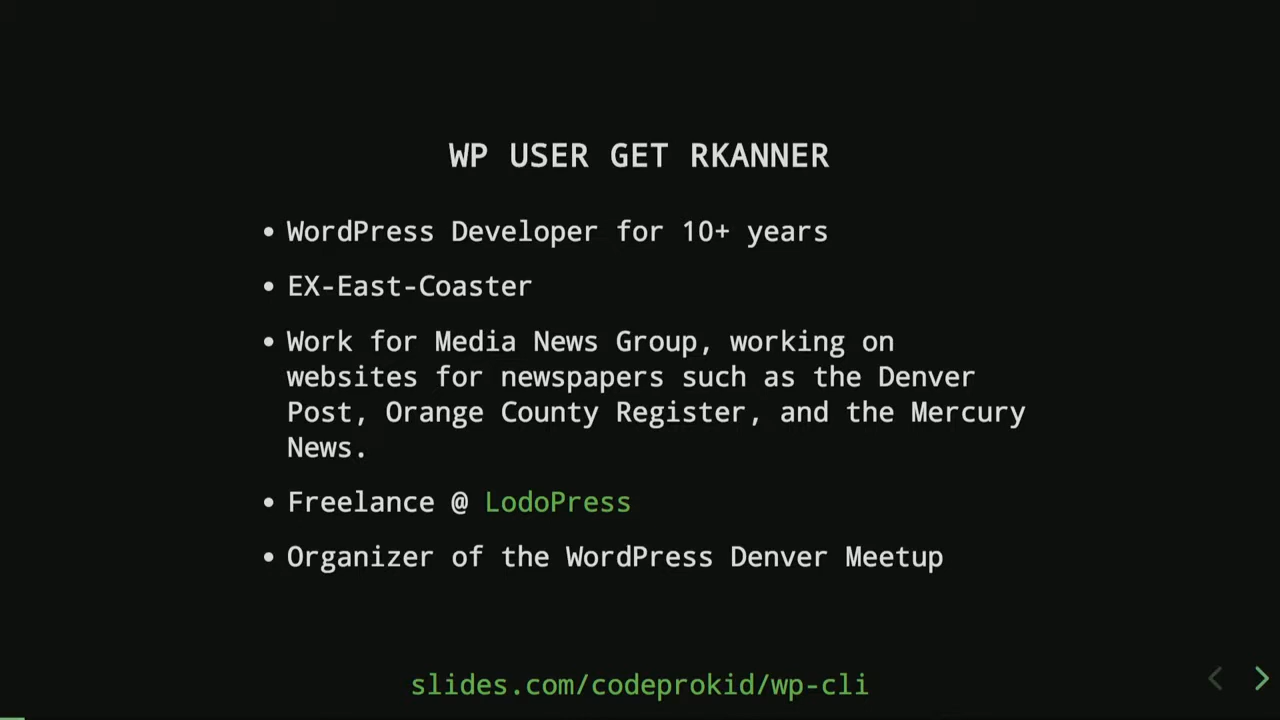 WP USER GET RKANNER
• WordPress Developer for 10+ years
• EX-East-Coaster
• Work for Media News Group, working on
websites for newspapers such as the Denver
Post, Orange County Register, and the Mercury
News.
• Freelance @ LodoPress
• Organizer of the WordPress Denver Meetup
slides.com/codeprokid/wp-cli